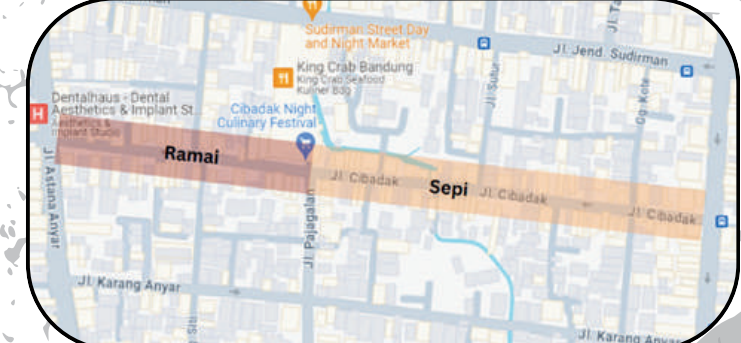 Sudirman Street Day
and Night Market
Jl. Jend. Sudirman
King Crab Bandung
King Crab Seafood
Kuliner Bdg
Jl. Sutur
Gg. Kote
Dentalhaus - Dental
Aesthetics & Implant St...
Aesthetics &
Implant Studio
Cibadak Night
Culinary Festival
Ramai
Sepi
Jl. Cibadak
Jl. Cibadak
Jl. Cibadak
Jl. Astana Anyar
Jl. Pajagalan
Jl. Karang Anyar
Jl. Karang Anyar